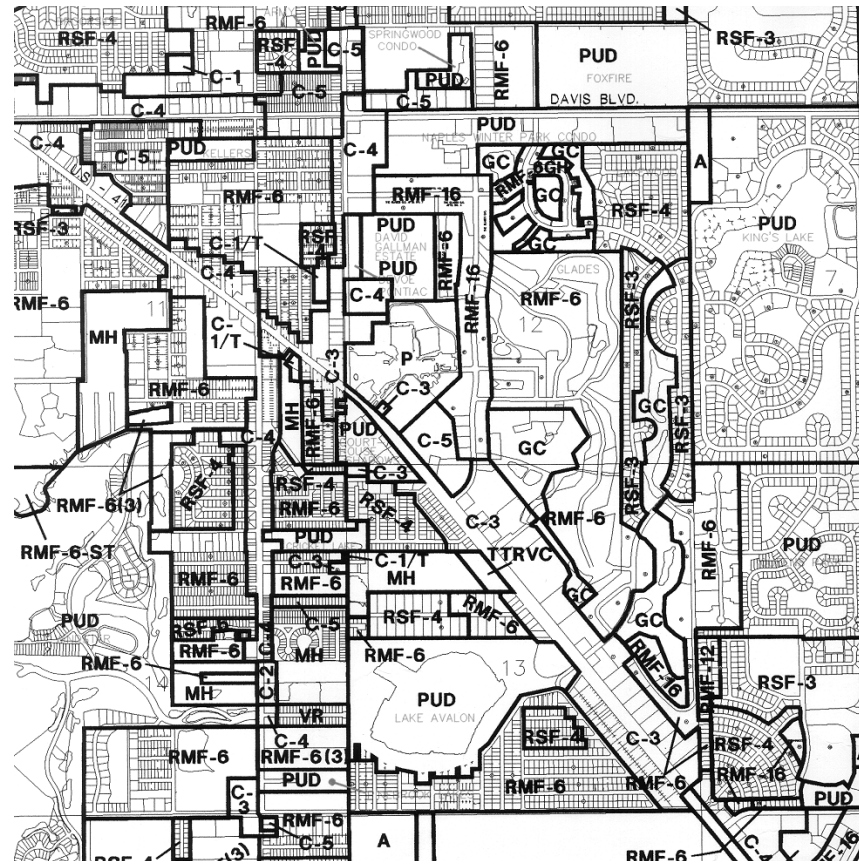 RMF-6
RSF-4
RSF
-4
PUD
C-5
SPRINGWOOD
CONDO
RMF-6
PUD
FOXFIRE
RSF-3
C-1
C-5
PUD
C-5
DAVIS BLVD.
C-4
PUD
NAPLES WINTER PARK CONDO
C-4
C-5
PUD
KELLERS
C-4
GC
GC
A
U.S - 41
RMF-6
RMF-16
GC
RSF-4
PUD
KING'S LAKE
RSF-3
C-1/T
RSF
PUD
DAVID
GALLMAN
ESTATE
PUD
RMF-6
GC
C-4
C-4
RMF-16
GLADES
RMF-6
RSF-3
7
RMF-6
11
MH
C-
1/T
12
P
C-3
C-3
RMF-6
MH
RMF-6
PUD
C-5
GC
GC
RSF-3
C-4
RSF-4
RSF-4
C-3
RSF-3
RMF-6(3)
RMF-6
RSF-4
C-3
RMF-6
RMF-6-ST
PUD
TTRVC
RMF-6
PUD
C-3
C-1/T
MH
RMF-6
RMF-6
GC
PUD
C-5
RSF-4
RMF-6
GC
RMF-6
MH
RMF-6
RMF-6
13
RMF-16
RMF-12
RSF-3
14
MH
C-2
PUD
LAKE AVALON
VR
C-4
RSF-4
C-3
RSF-4
RMF-6
RMF-6(3)
RMF-6
RMF-6
RMF-16
PUD
PUD
C-
3
RMF-6
C-5
A
RMF-6